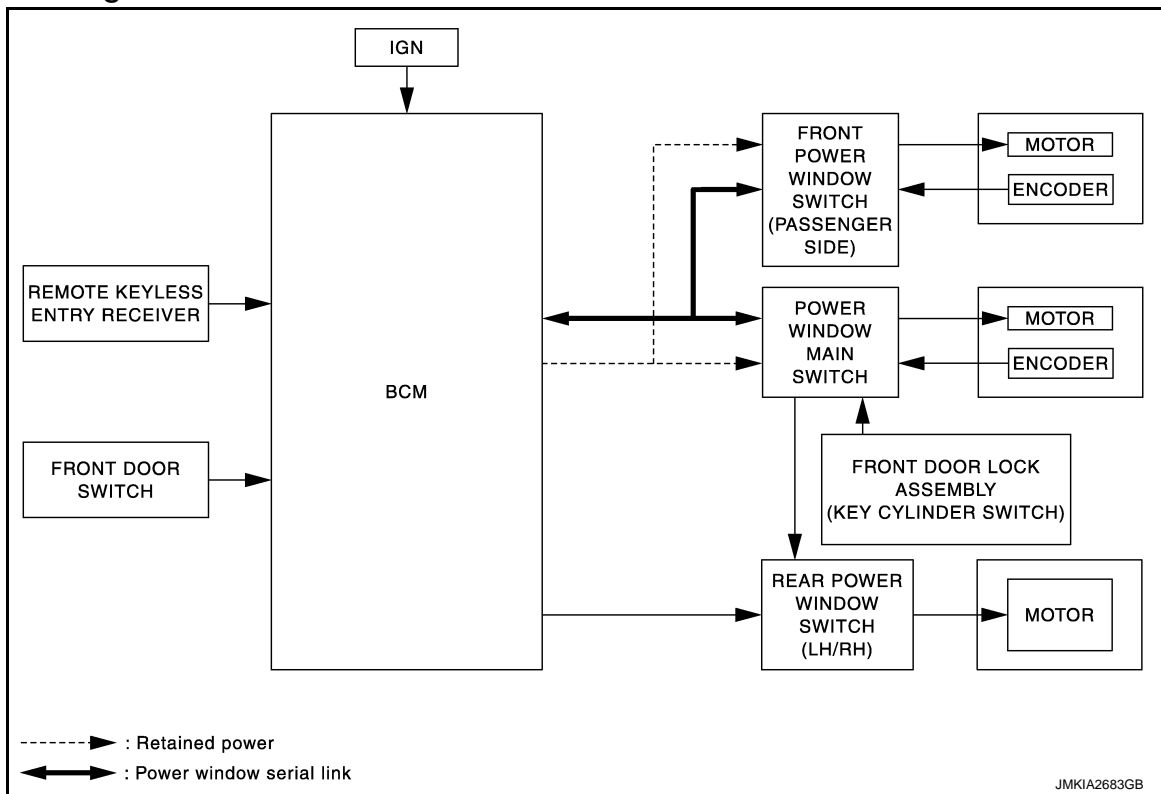 IGN
BCM
REMOTE KEYLESS
ENTRY RECEIVER
FRONT DOOR
SWITCH
FRONT
POWER
WINDOW
SWITCH
(PASSENGER
SIDE)
MOTOR
ENCODER
POWER
WINDOW
MAIN
SWITCH
MOTOR
ENCODER
FRONT DOOR LOCK
ASSEMBLY
(KEY CYLINDER SWITCH)
REAR POWER
WINDOW
SWITCH
(LH/RH)
MOTOR
: Retained power
: Power window serial link
JMKIA2683GB